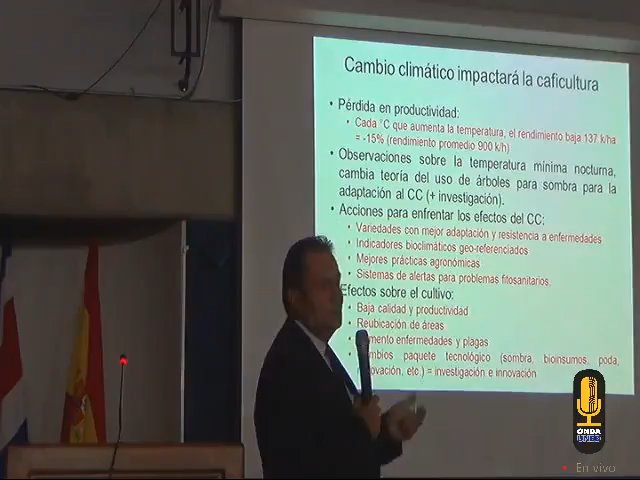 Cambio climático impactará la caficultura
• Pérdida en productividad:
• Cada °C que aumenta la temperatura, el rendimiento baja 137 k/ha
= -15% (rendimiento promedio 900 k/h)
• Observaciones sobre la temperatura mínima nocturna,
cambia teoría del uso de árboles para sombra para la
adaptación al CC (+ investigación).
• Acciones para enfrentar los efectos del CC:
• Variedades con mejor adaptación y resistencia a enfermedades
• Indicadores bioclimáticos geo-referenciados
• Mejores prácticas agronómicas
• Sistemas de alertas para problemas fitosanitarios.
Efectos sobre el cultivo:
• Baja calidad y productividad
• Reubicación de áreas
mento enfermedades y plagas
mbios paquete tecnológico (sombra, bioinsumos, poda,
ovación, etc.) = investigación e innovación
ONDA
UNED
• En vivo